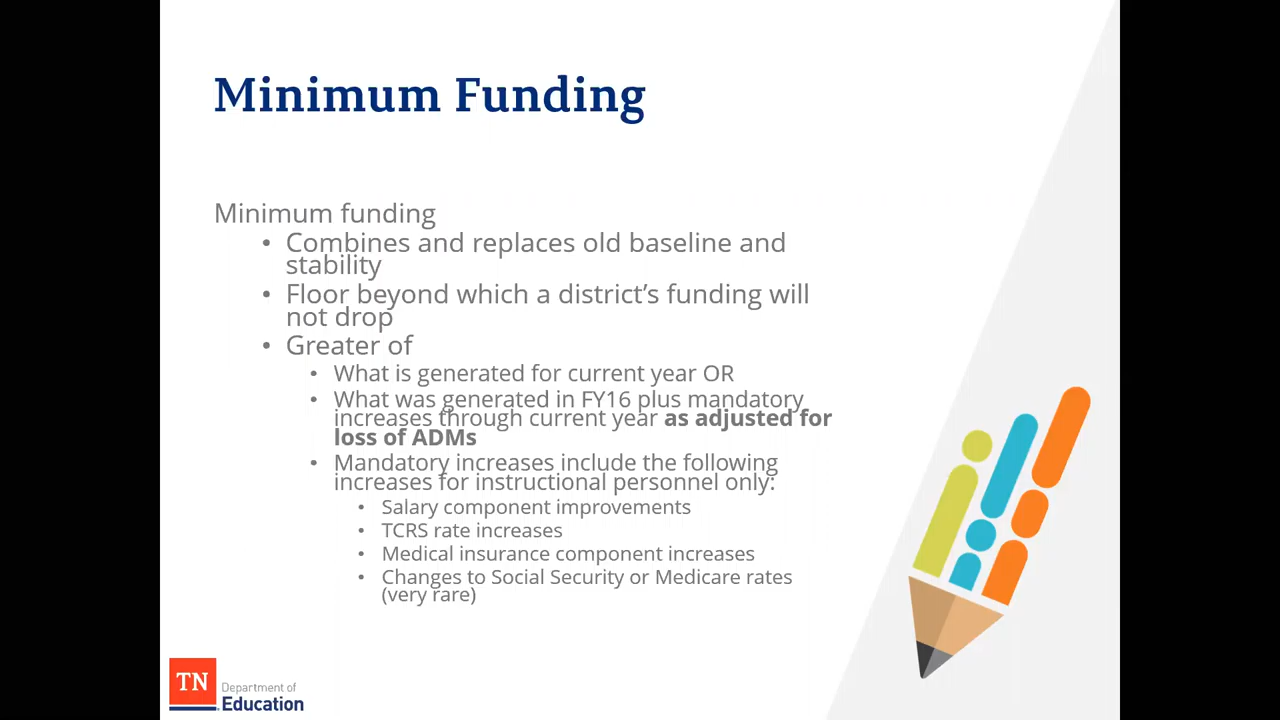 Minimum Funding
Minimum funding
• Combines and replaces old baseline and
stability
• Floor beyond which a district’s funding will
not drop
• Greater of
• What is generated for current year OR
• What was generated in FY16 plus mandatory
increases through current year as adjusted for
loss of ADMs
• Mandatory increases include the following
increases for instructional personnel only:
• Salary component improvements
• TCRS rate increases
• Medical insurance component increases
• Changes to Social Security or Medicare rates
(very rare)
TN
Department of
Education